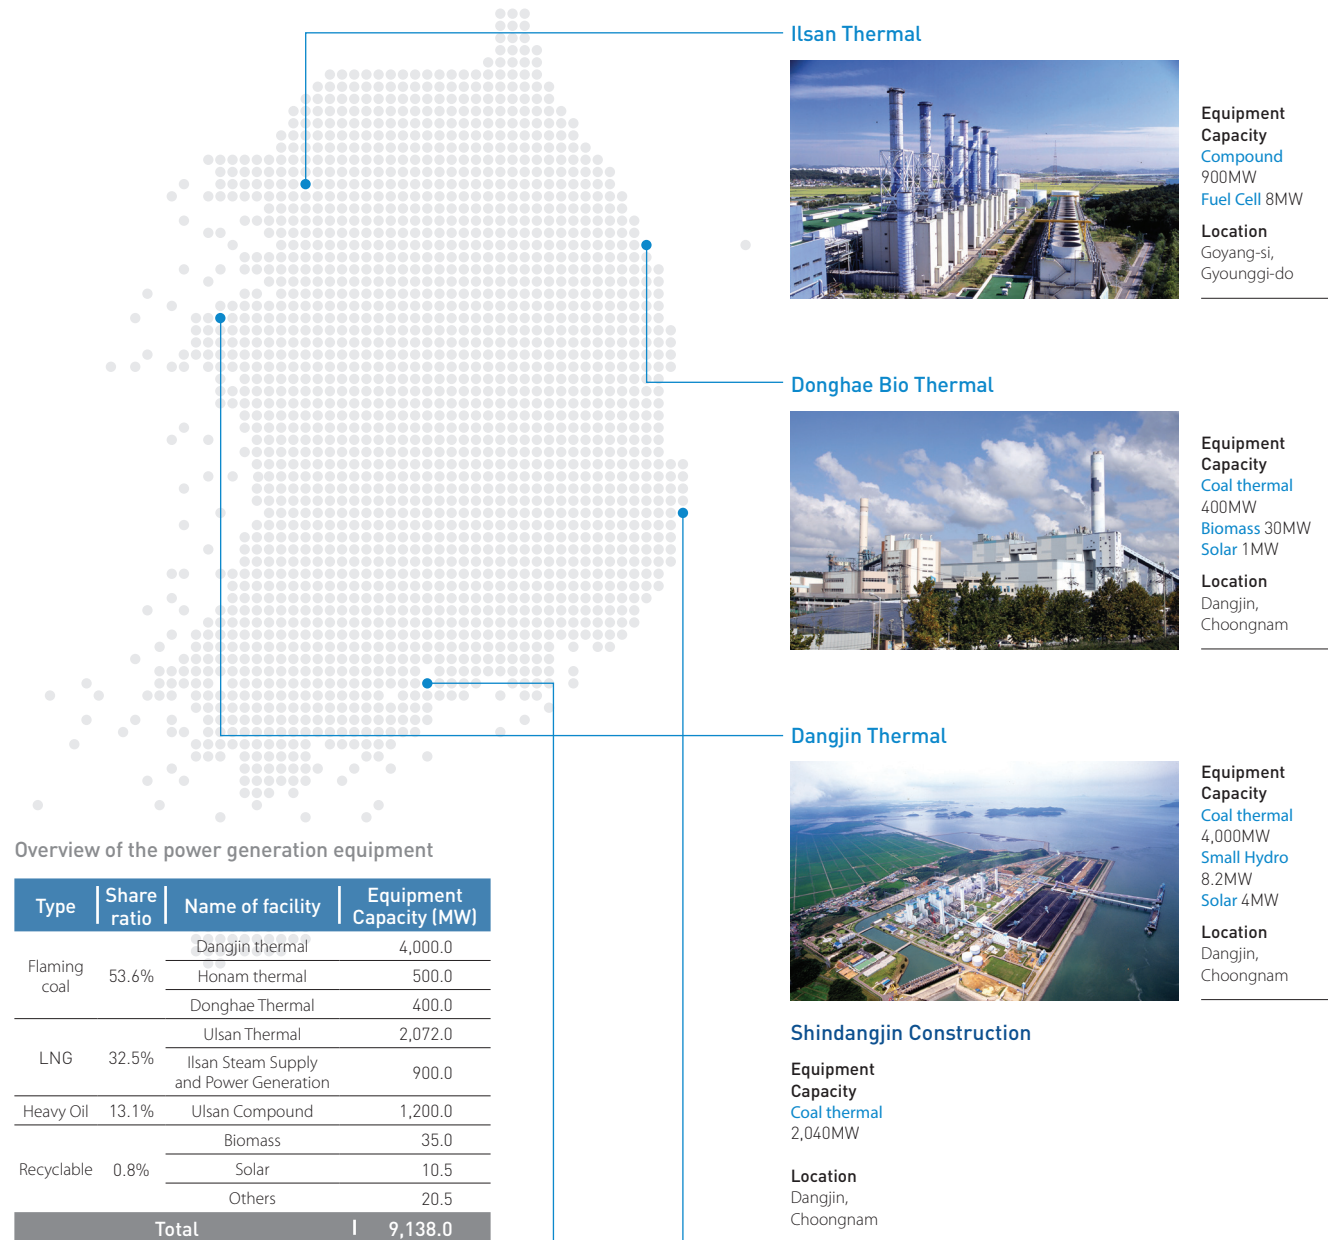 Ilsan Thermal
Equipment
Capacity
Compound
900MW
Fuel Cell 8MW
Location
Goyang-si,
Gyounggi-do
Donghae Bio Thermal
Equipment
Capacity
Coal thermal
400MW
Biomass 30MW
Solar 1MW
Location
Dangjin,
Choongnam
Dangjin Thermal
Equipment
Capacity
Coal thermal
4,000MW
Small Hydro
8.2MW
Solar 4MW
Location
Dangjin,
Choongnam
Shindangjin Construction
Equipment
Capacity
Coal thermal
2,040MW
Location
Dangjin,
Choongnam
Overview of the power generation equipment
Type Share ratio Name of facility Equipment Capacity (MW)
Flaming coal 53.6% Dangjin thermal 4,000.0
Honam thermal 500.0
Donghae Thermal 400.0
LNG 32.5% Ulsan Thermal 2,072.0
Ilsan Steam Supply and Power Generation 900.0
Heavy Oil 13.1% Ulsan Compound 1,200.0
Recyclable 0.8% Biomass 35.0
Solar 10.5
Others 20.5
Total 9,138.0